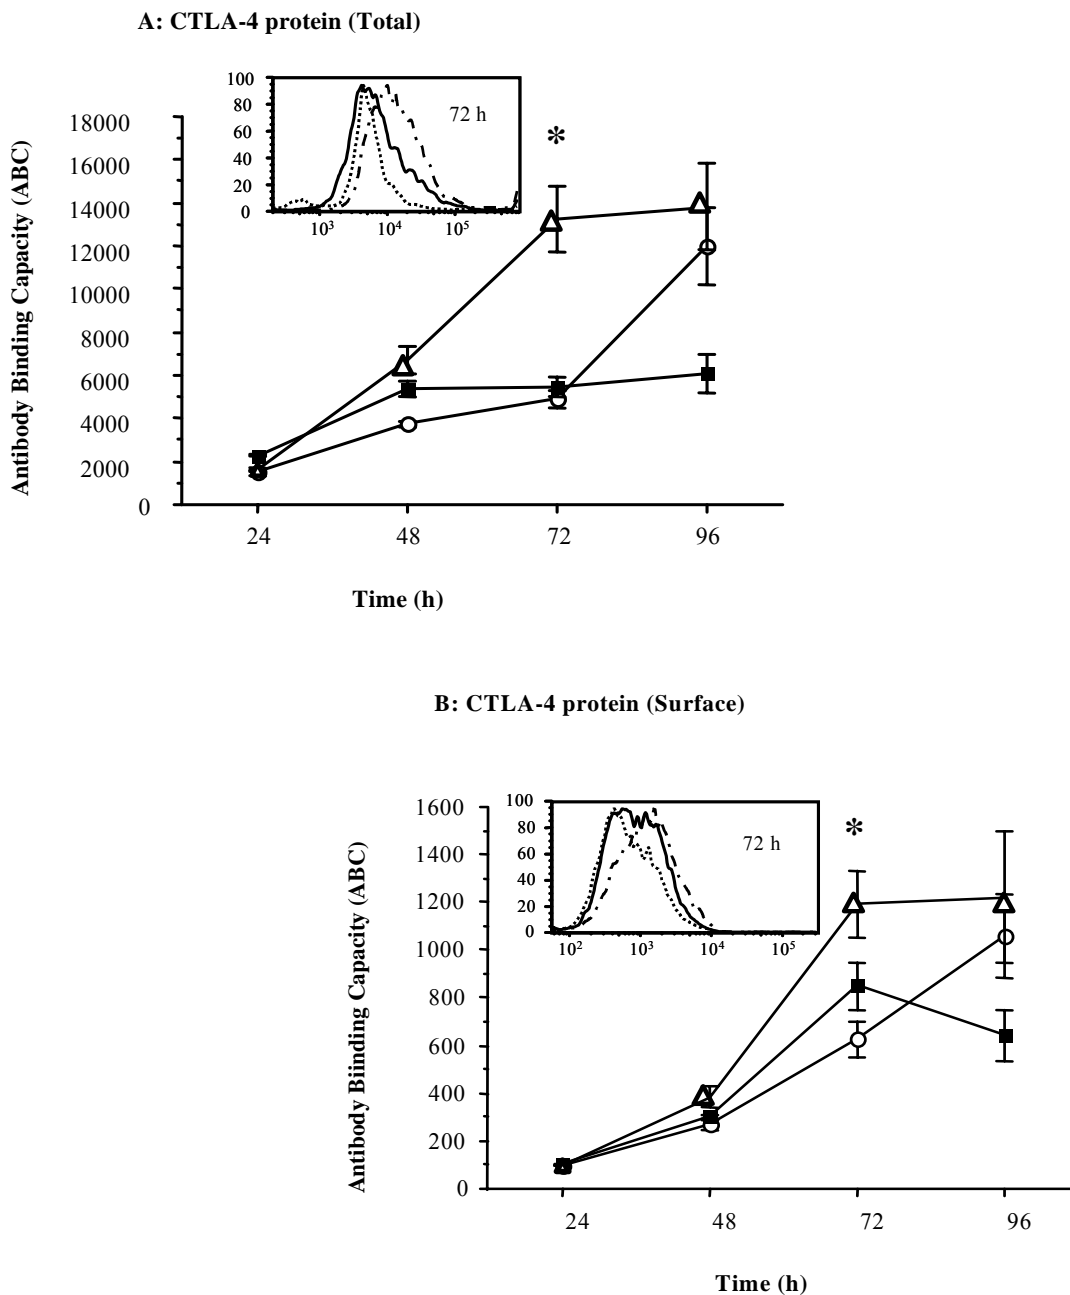 A: CTLA-4 protein (Total)
Antibody Binding Capacity (ABC)
18000
16000
14000
12000
10000
8000
6000
4000
2000
0
100
80
60
40
20
0
72 h
10³ 10⁴ 10⁵
*
24 48 72 96
Time (h)
B: CTLA-4 protein (Surface)
Antibody Biinding Capacity (ABC)
1600
1400
1200
1000
800
600
400
200
0
100
80
60
40
20
0
72 h
10² 10³ 10⁴ 10⁵
*
24 48 72 96
Time (h)